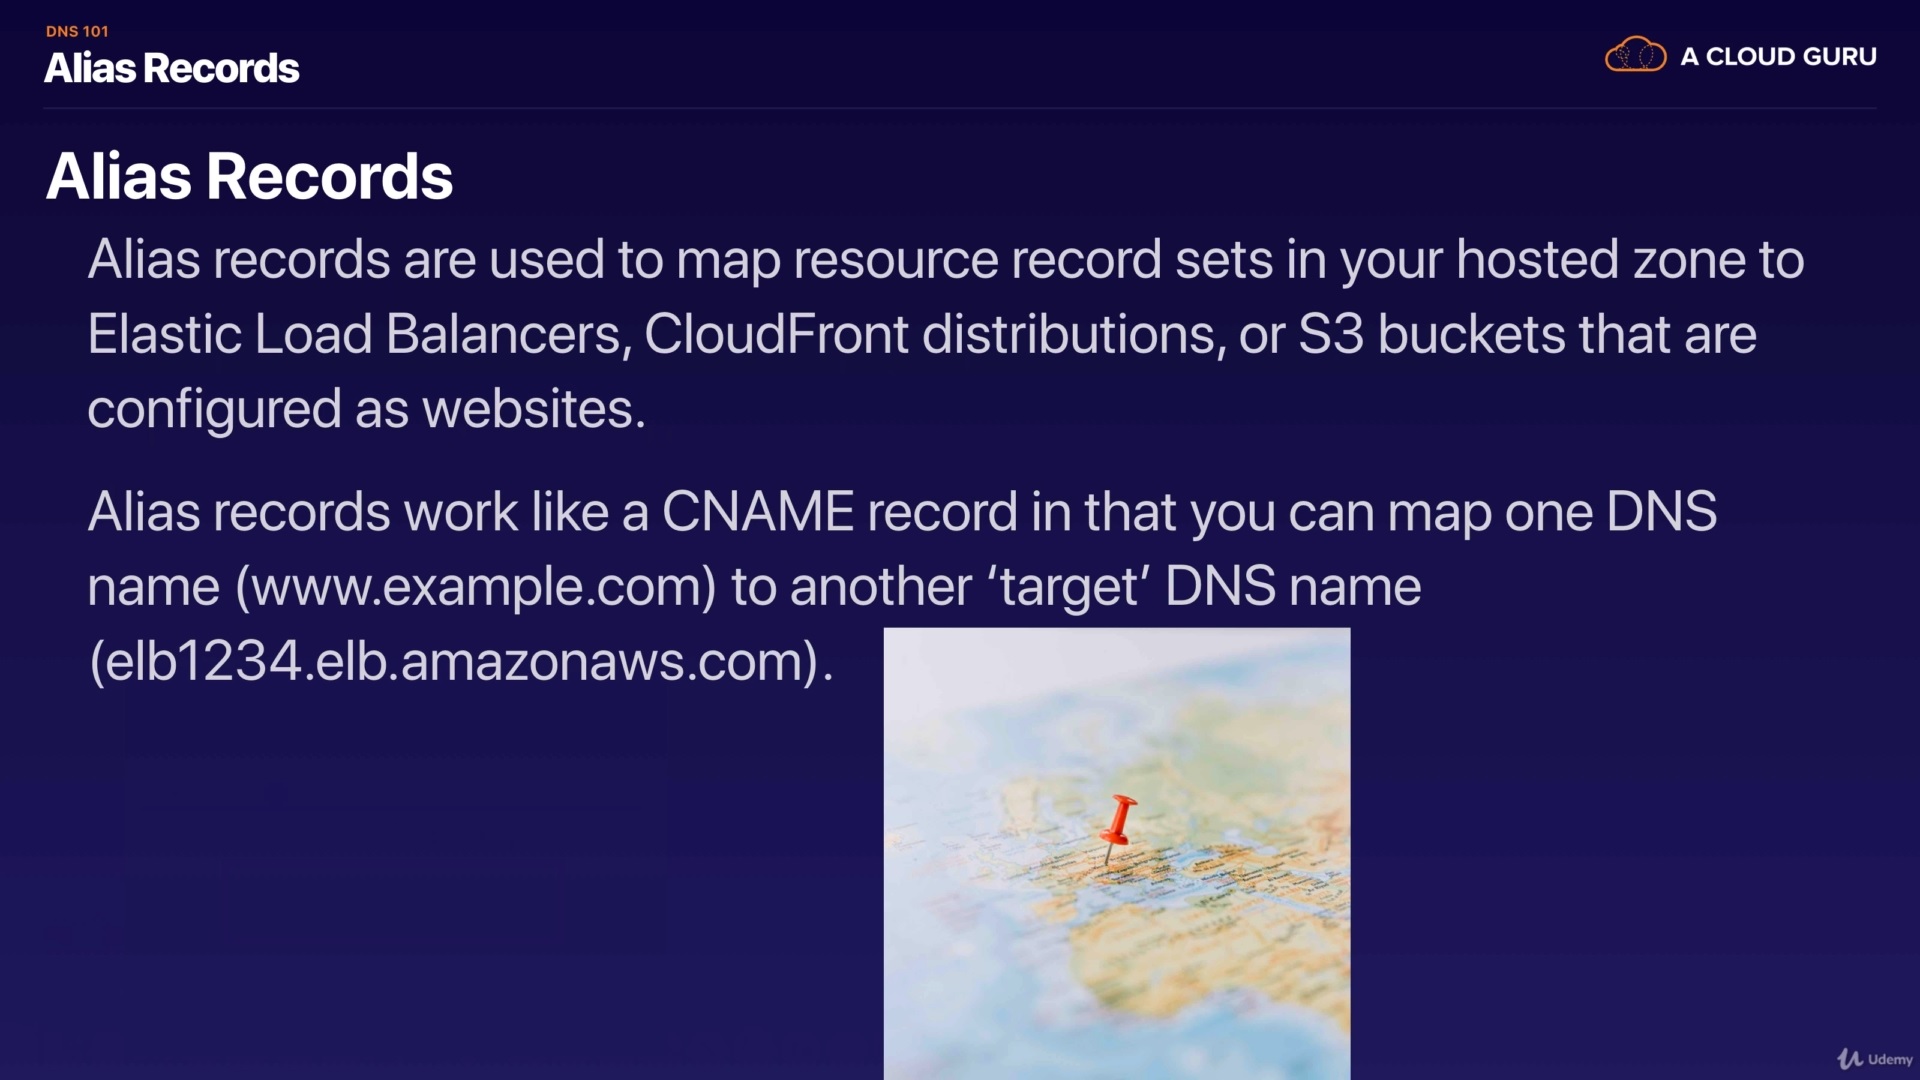 DNS 101
Alias Records
A CLOUD GURU
Alias Records
Alias records are used to map resource record sets in your hosted zone to
Elastic Load Balancers, CloudFront distributions, or S3 buckets that are
configured as websites.
Alias records work like a CNAME record in that you can map one DNS
name (www.example.com) to another ‘target’ DNS name
(elb1234.elb.amazonaws.com).
Udemy